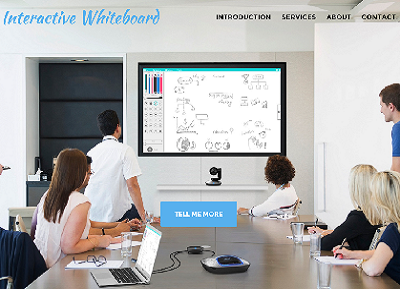 Interactive Whiteboard
INTRODUCTION SERVICES ABOUT CONTACT
TELL ME MORE